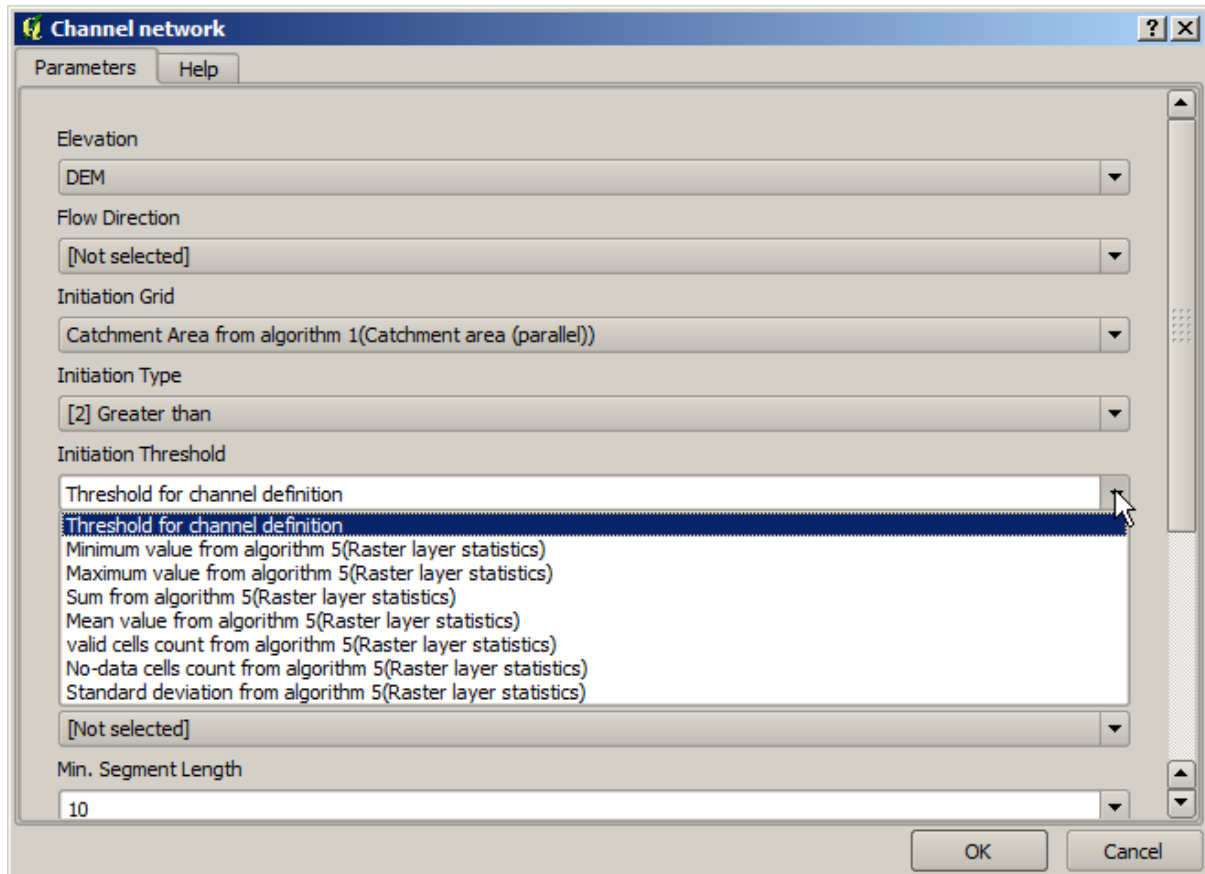 Channel network
Parameters Help
Elevation
DEM
Flow Direction
[Not selected]
Initiation Grid
Catchment Area from algorithm 1(Catchment area (parallel))
Initiation Type
[2] Greater than
Initiation Threshold
Threshold for channel definition
Threshold for channel definition
Minimum value from algorithm 5(Raster layer statistics)
Maximum value from algorithm 5(Raster layer statistics)
Sum from algorithm 5(Raster layer statistics)
Mean value from algorithm 5(Raster layer statistics)
valid cells count from algorithm 5(Raster layer statistics)
No-data cells count from algorithm 5(Raster layer statistics)
Standard deviation from algorithm 5(Raster layer statistics)
[Not selected]
Min. Segment Length
10
OK Cancel